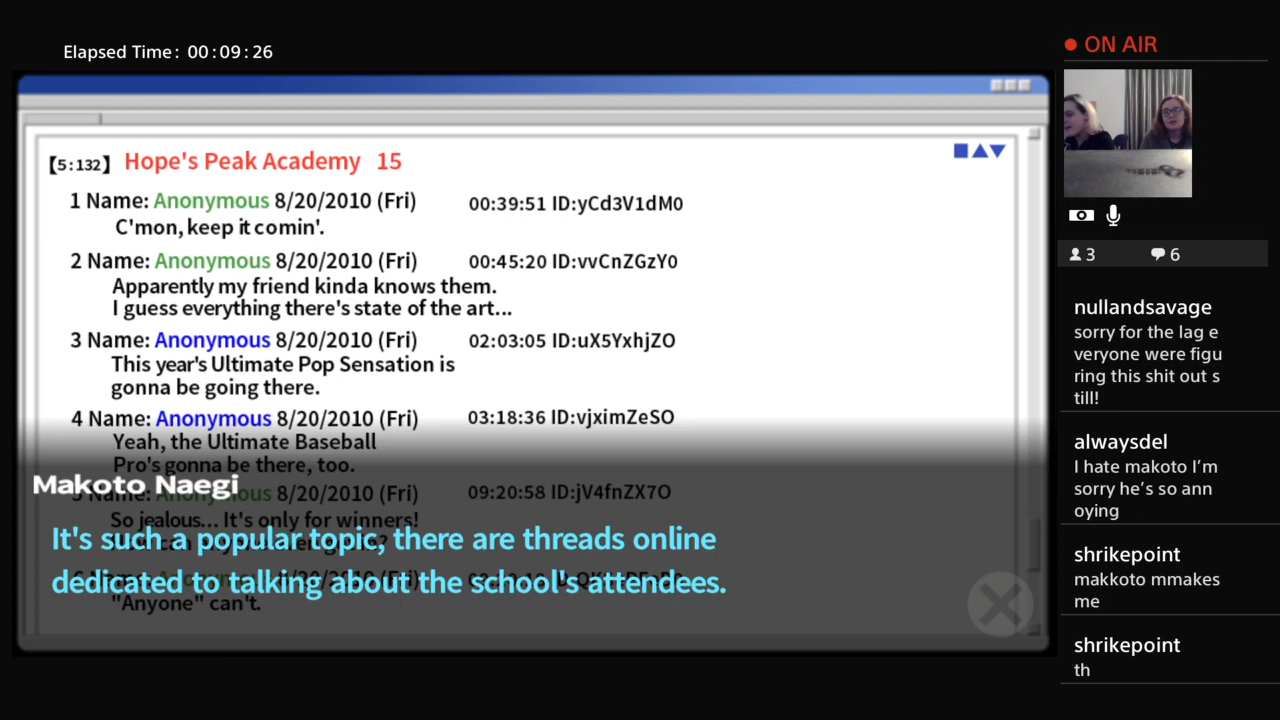 Elapsed Time: 00:09:26
ON AIR
【5:132】 Hope's Peak Academy 15
1 Name: Anonymous 8/20/2010 (Fri) 00:39:51 ID:yCd3V1dM0
C'mon, keep it comin'.
2 Name: Anonymous 8/20/2010 (Fri) 00:45:20 ID:vvCnZGzY0
Apparently my friend kinda knows them.
I guess everything there's state of the art...
3 Name: Anonymous 8/20/2010 (Fri) 02:03:05 ID:uX5YxhjZO
This year's Ultimate Pop Sensation is
gonna be going there.
4 Name: Anonymous 8/20/2010 (Fri) 03:18:36 ID:vjximZeSO
Yeah, the Ultimate Baseball
Pro's gonna be there, too.
Makoto Naegi
8/20/2010 (Fri) 09:20:58 ID:jV4fnZX7O
So jealous... It's only for winners!
It's such a popular topic, there are threads online
dedicated to talking about the school's attendees.
"Anyone" can't.
3 6
nullandsavage
sorry for the lag e
veryone were figu
ring this shit out s
till!
alwaysdel
I hate makoto I'm
sorry he's so ann
oying
shrikepoint
makkoto mmakes
me
shrikepoint
th